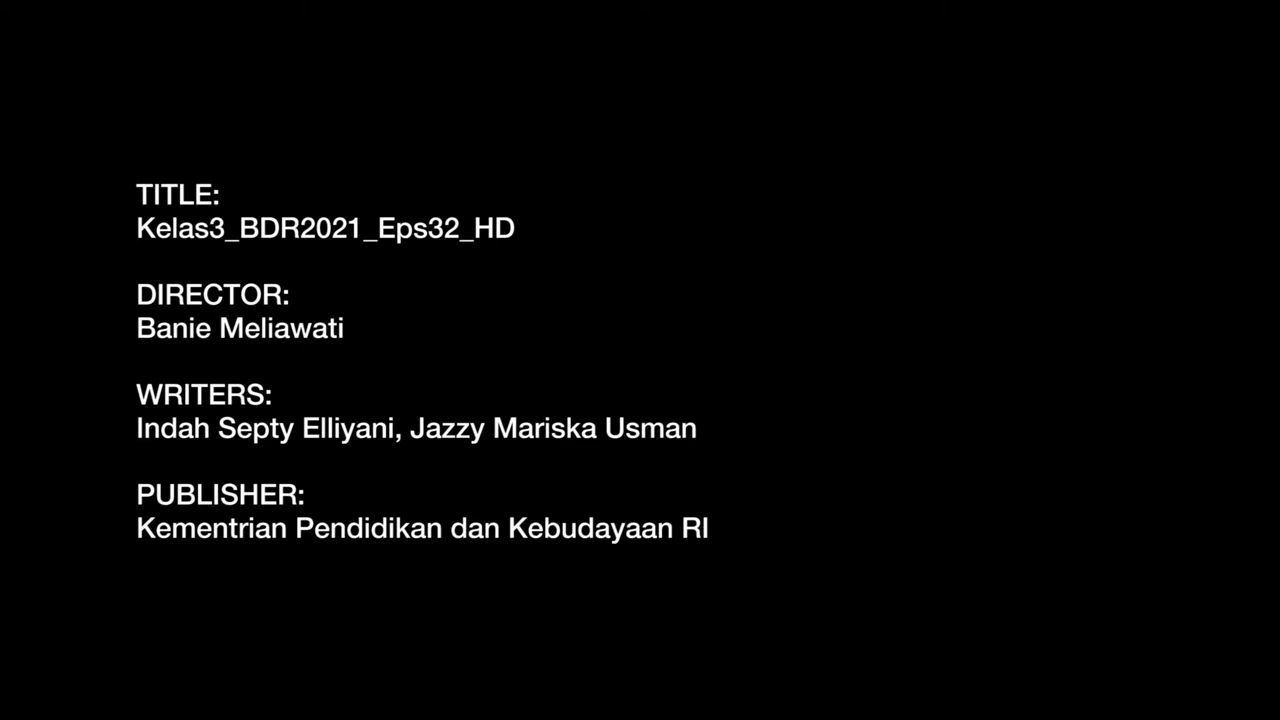 TITLE:
Kelas3_BDR2021_Eps32_HD
DIRECTOR:
Banie Meliawati
WRITERS:
Indah Septy Elliyani, Jazzy Mariska Usman
PUBLISHER:
Kementrian Pendidikan dan Kebudayaan RI